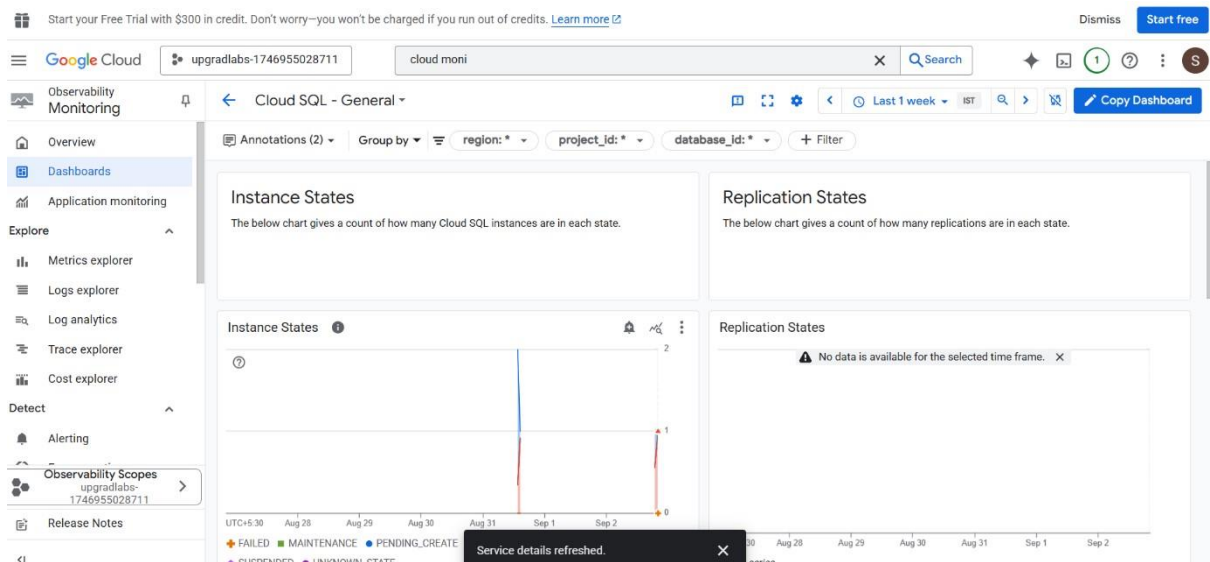 Start your Free Trial with $300 in credit. Don't worry—you won't be charged if you run out of credits. Learn more
Dismiss
Start free
Google Cloud
upgradlabs-1746955028711
cloud moni
Search
1
S
Observability
Monitoring
Cloud SQL - General
Last 1 week
IST
Copy Dashboard
Overview
Dashboards
Application monitoring
Explore
Metrics explorer
Logs explorer
Log analytics
Trace explorer
Cost explorer
Detect
Alerting
Observability Scopes
upgradlabs-
1746955028711
Release Notes
Annotations (2)
Group by
region: *
project_id: *
database_id: *
+ Filter
Instance States
The below chart gives a count of how many Cloud SQL instances are in each state.
Replication States
The below chart gives a count of how many replications are in each state.
Instance States
2
1
0
UTC+5:30 Aug 28 Aug 29 Aug 30 Aug 31 Sep 1 Sep 2
FAILED MAINTENANCE PENDING_CREATE
SUSPENDED UNKNOWN_STATE
Replication States
No data is available for the selected time frame.
30 Aug 28 Aug 29 Aug 30 Aug 31 Sep 1 Sep 2
Service details refreshed.